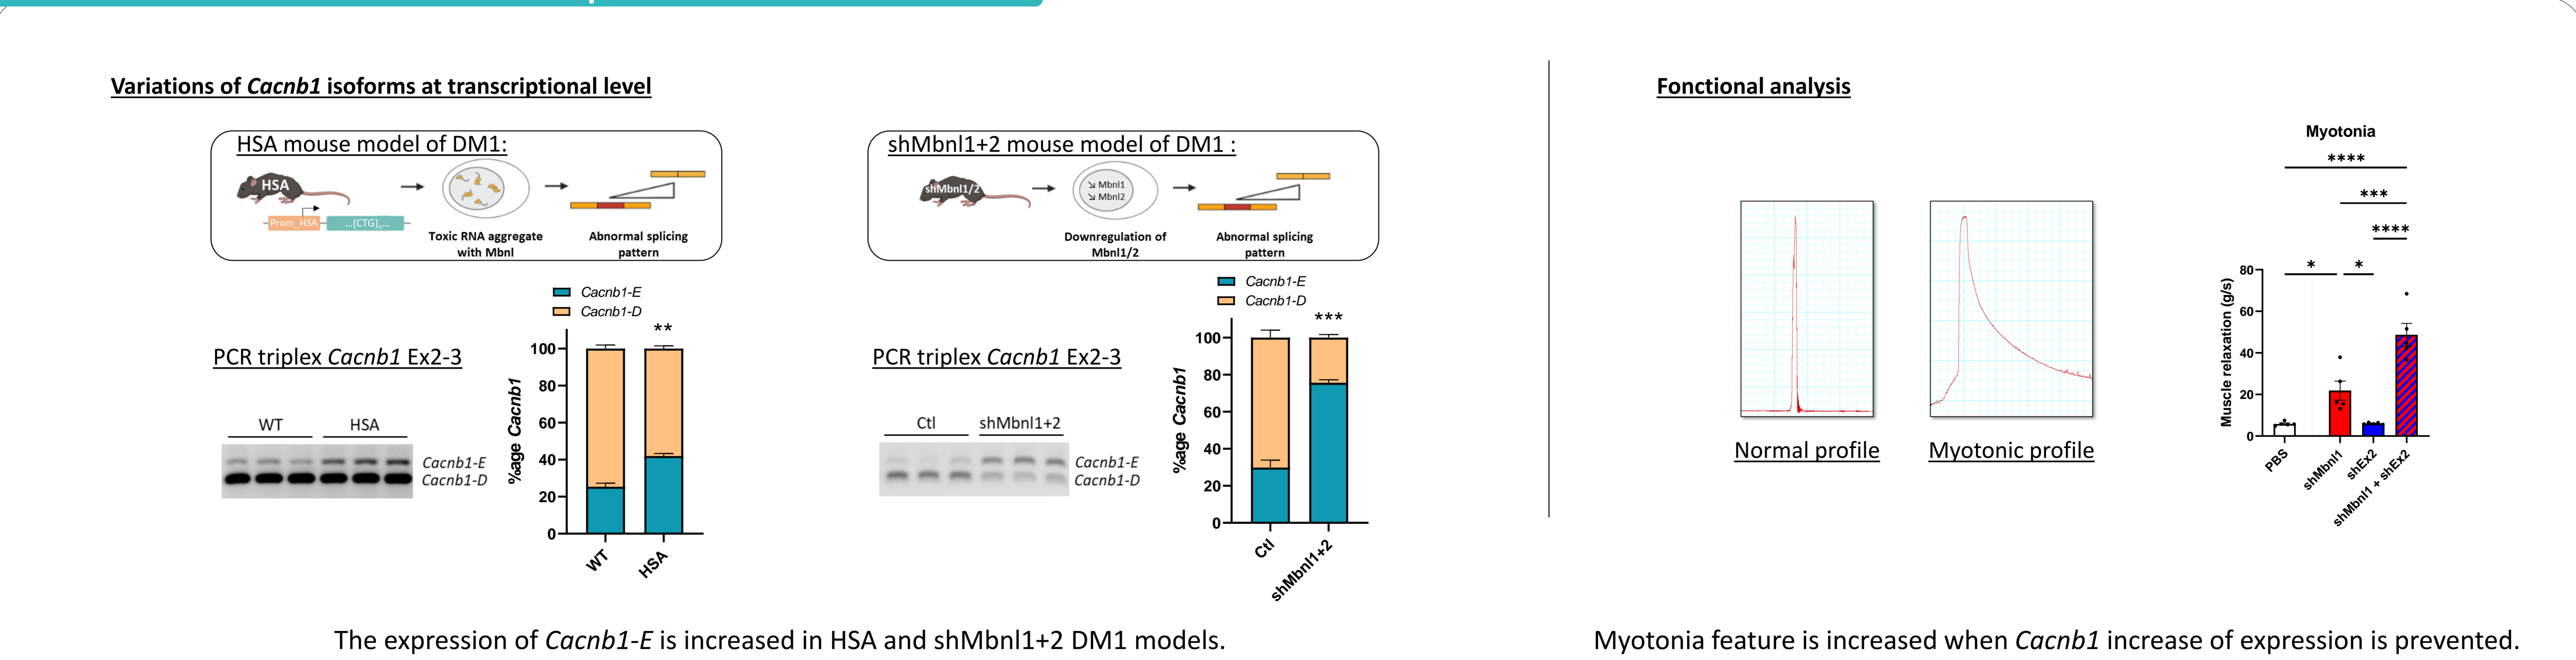 Variations of Cacnb1 isoforms at transcriptional level
HSA mouse model of DM1:
HSA
Prom_HSA
...(CTG)n...
Toxic RNA aggregate
with Mbnl
Abnormal splicing
pattern
shMbnl1+2 mouse model of DM1 :
shMbnl1/2
↘ Mbnl1
↘ Mbnl2
Downregulation of
Mbnl1/2
Abnormal splicing
pattern
PCR triplex Cacnb1 Ex2-3
WT HSA
Cacnb1-E
Cacnb1-D
Cacnb1-E
Cacnb1-D
**
%age Cacnb1
100
80
60
40
20
0
WT
HSA
PCR triplex Cacnb1 Ex2-3
Ctl shMbnl1+2
Cacnb1-E
Cacnb1-D
Cacnb1-E
Cacnb1-D
***
%age Cacnb1
100
80
60
40
20
0
Ctl
shMbnl1+2
The expression of Cacnb1-E is increased in HSA and shMbnl1+2 DM1 models.
Fonctional analysis
Normal profile
Myotonic profile
Myotonia
****
***
****
* *
Muscle relaxation (g/s)
80
60
40
20
0
PBS
shMbnl1
shEx2
shMbnl1 + shEx2
Myotonia feature is increased when Cacnb1 increase of expression is prevented.